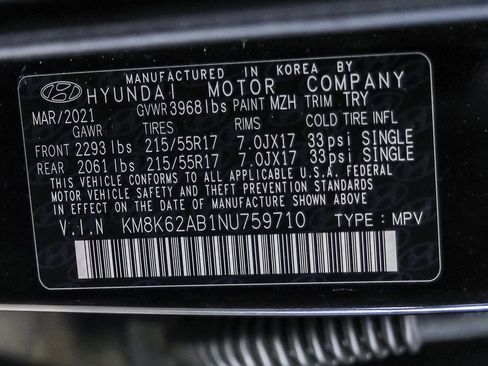 MANUFACTURED IN KOREA BY
HYUNDAI MOTOR COMPANY
MAR/2021 GVWR 3968 lbs PAINT MZH TRIM TRY
GAWR TIRES RIMS COLD TIRE INFL
FRONT 2293 lbs 215/55R17 7.0JX17 33psi SINGLE
REAR 2061 lbs 215/55R17 7.0JX17 33psi SINGLE
THIS VEHICLE CONFORMS TO ALL APPLICABLE U.S.A. FEDERAL
MOTOR VEHICLE SAFETY AND THEFT PREVENTION STANDARDS
IN EFFECT ON THE DATE OF MANUFACTURE SHOWN ABOVE
V.I.N KM8K62AB1NU759710 TYPE : MPV